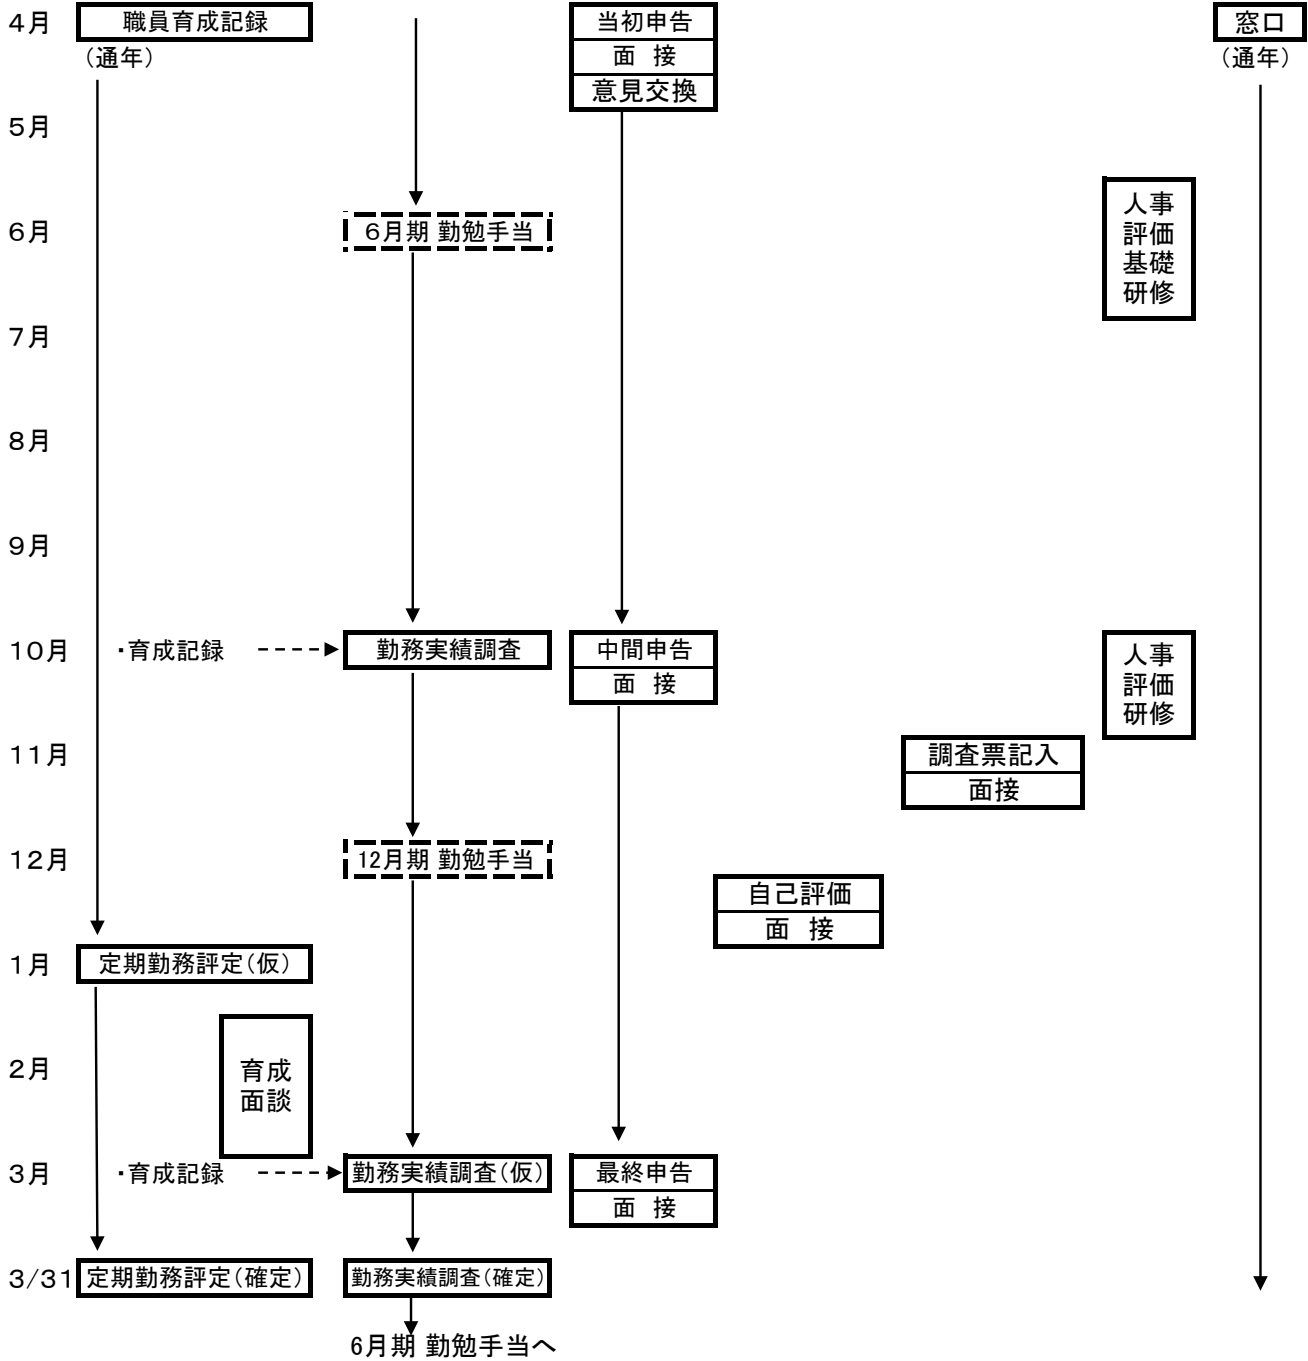 4月
職員育成記録
(通年)
当初申告
面 接
意見交換
窓口
(通年)
5月
6月
6月期 勤勉手当
人事
評価
基礎
研修
7月
8月
9月
10月
・育成記録
勤務実績調査
中間申告
面 接
人事
評価
研修
11月
調査票記入
面接
12月
12月期 勤勉手当
自己評価
面 接
1月
定期勤務評定(仮)
2月
育成
面談
3月
・育成記録
勤務実績調査(仮)
最終申告
面 接
3/31
定期勤務評定(確定)
勤務実績調査(確定)
6月期 勤勉手当へ